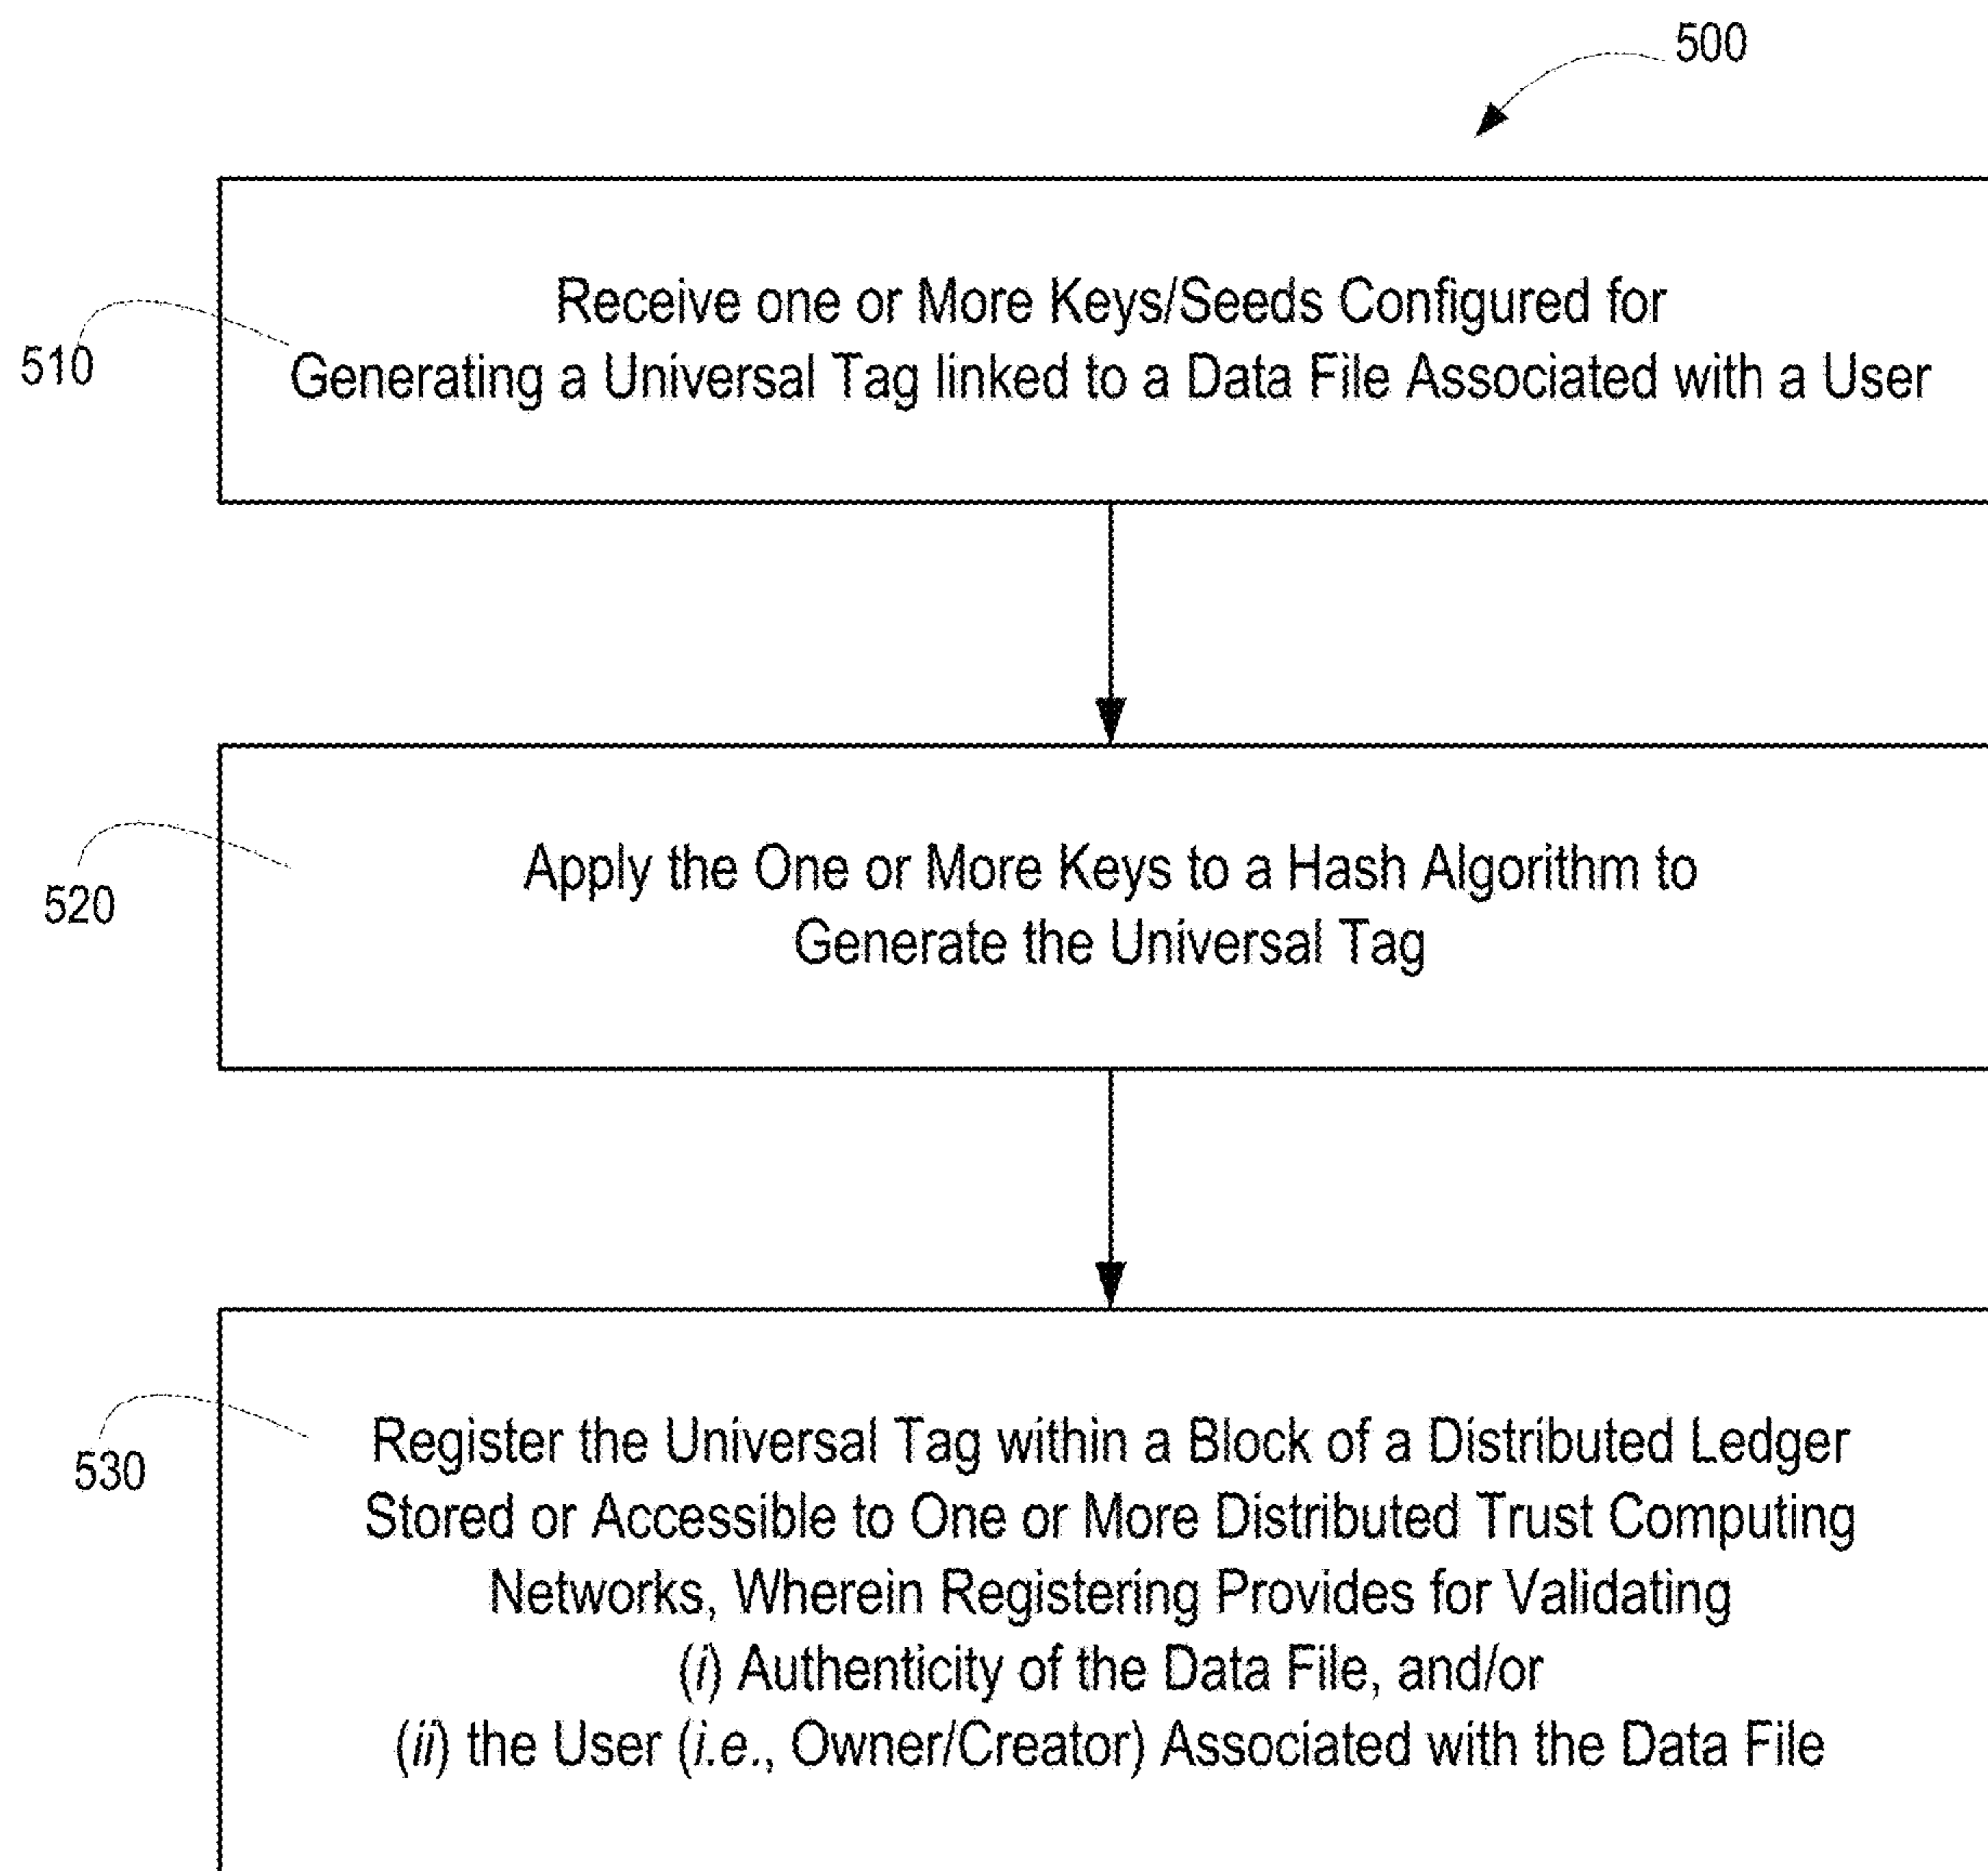 500
Receive one or More Keys/Seeds Configured for
510
Generating a Universal Tag linked to a Data File Associated with a User
Apply the One or More Keys to a Hash Algorithm to
520
Generate the Universal Tag
Register the Universal Tag within a Block of a Distributed Ledger
530
Stored or Accessible to One or More Distributed Trust Computing
Networks, Wherein Registering Provides for Validating
(i) Authenticity of the Data File, and/or
(ii) the User (i.e., Owner/Creator) Associated with the Data File